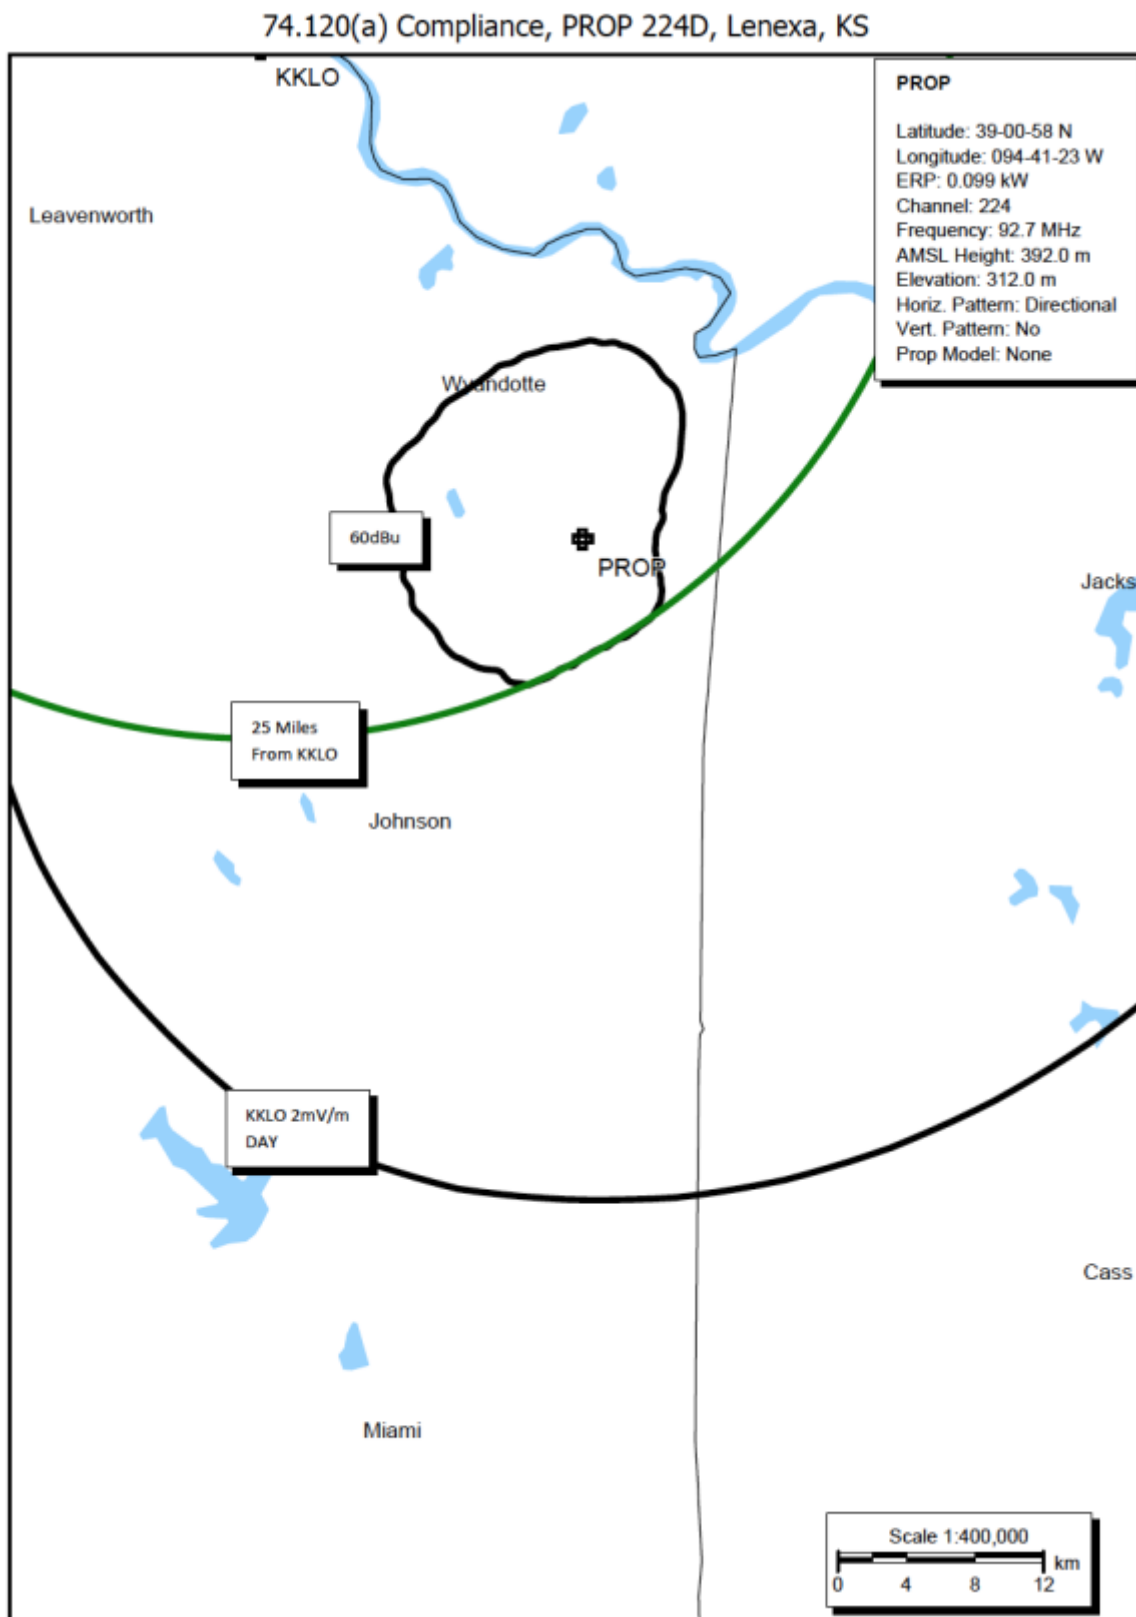 74.120(a) Compliance, PROP 224D, Lenexa, KS
KKLO
PROP
Latitude: 39-00-58 N
Longitude: 094-41-23 W
ERP: 0.099 kW
Channel: 224
Frequency: 92.7 MHz
AMSL Height: 392.0 m
Elevation: 312.0 m
Horiz. Pattern: Directional
Vert. Pattern: No
Prop Model: None
Leavenworth
Wyandotte
60dBu
PROP
Jacks
25 Miles
From KKLO
Johnson
KKLO 2mV/m
DAY
Cass
Miami
Scale 1:400,000
km
0 4 8 12